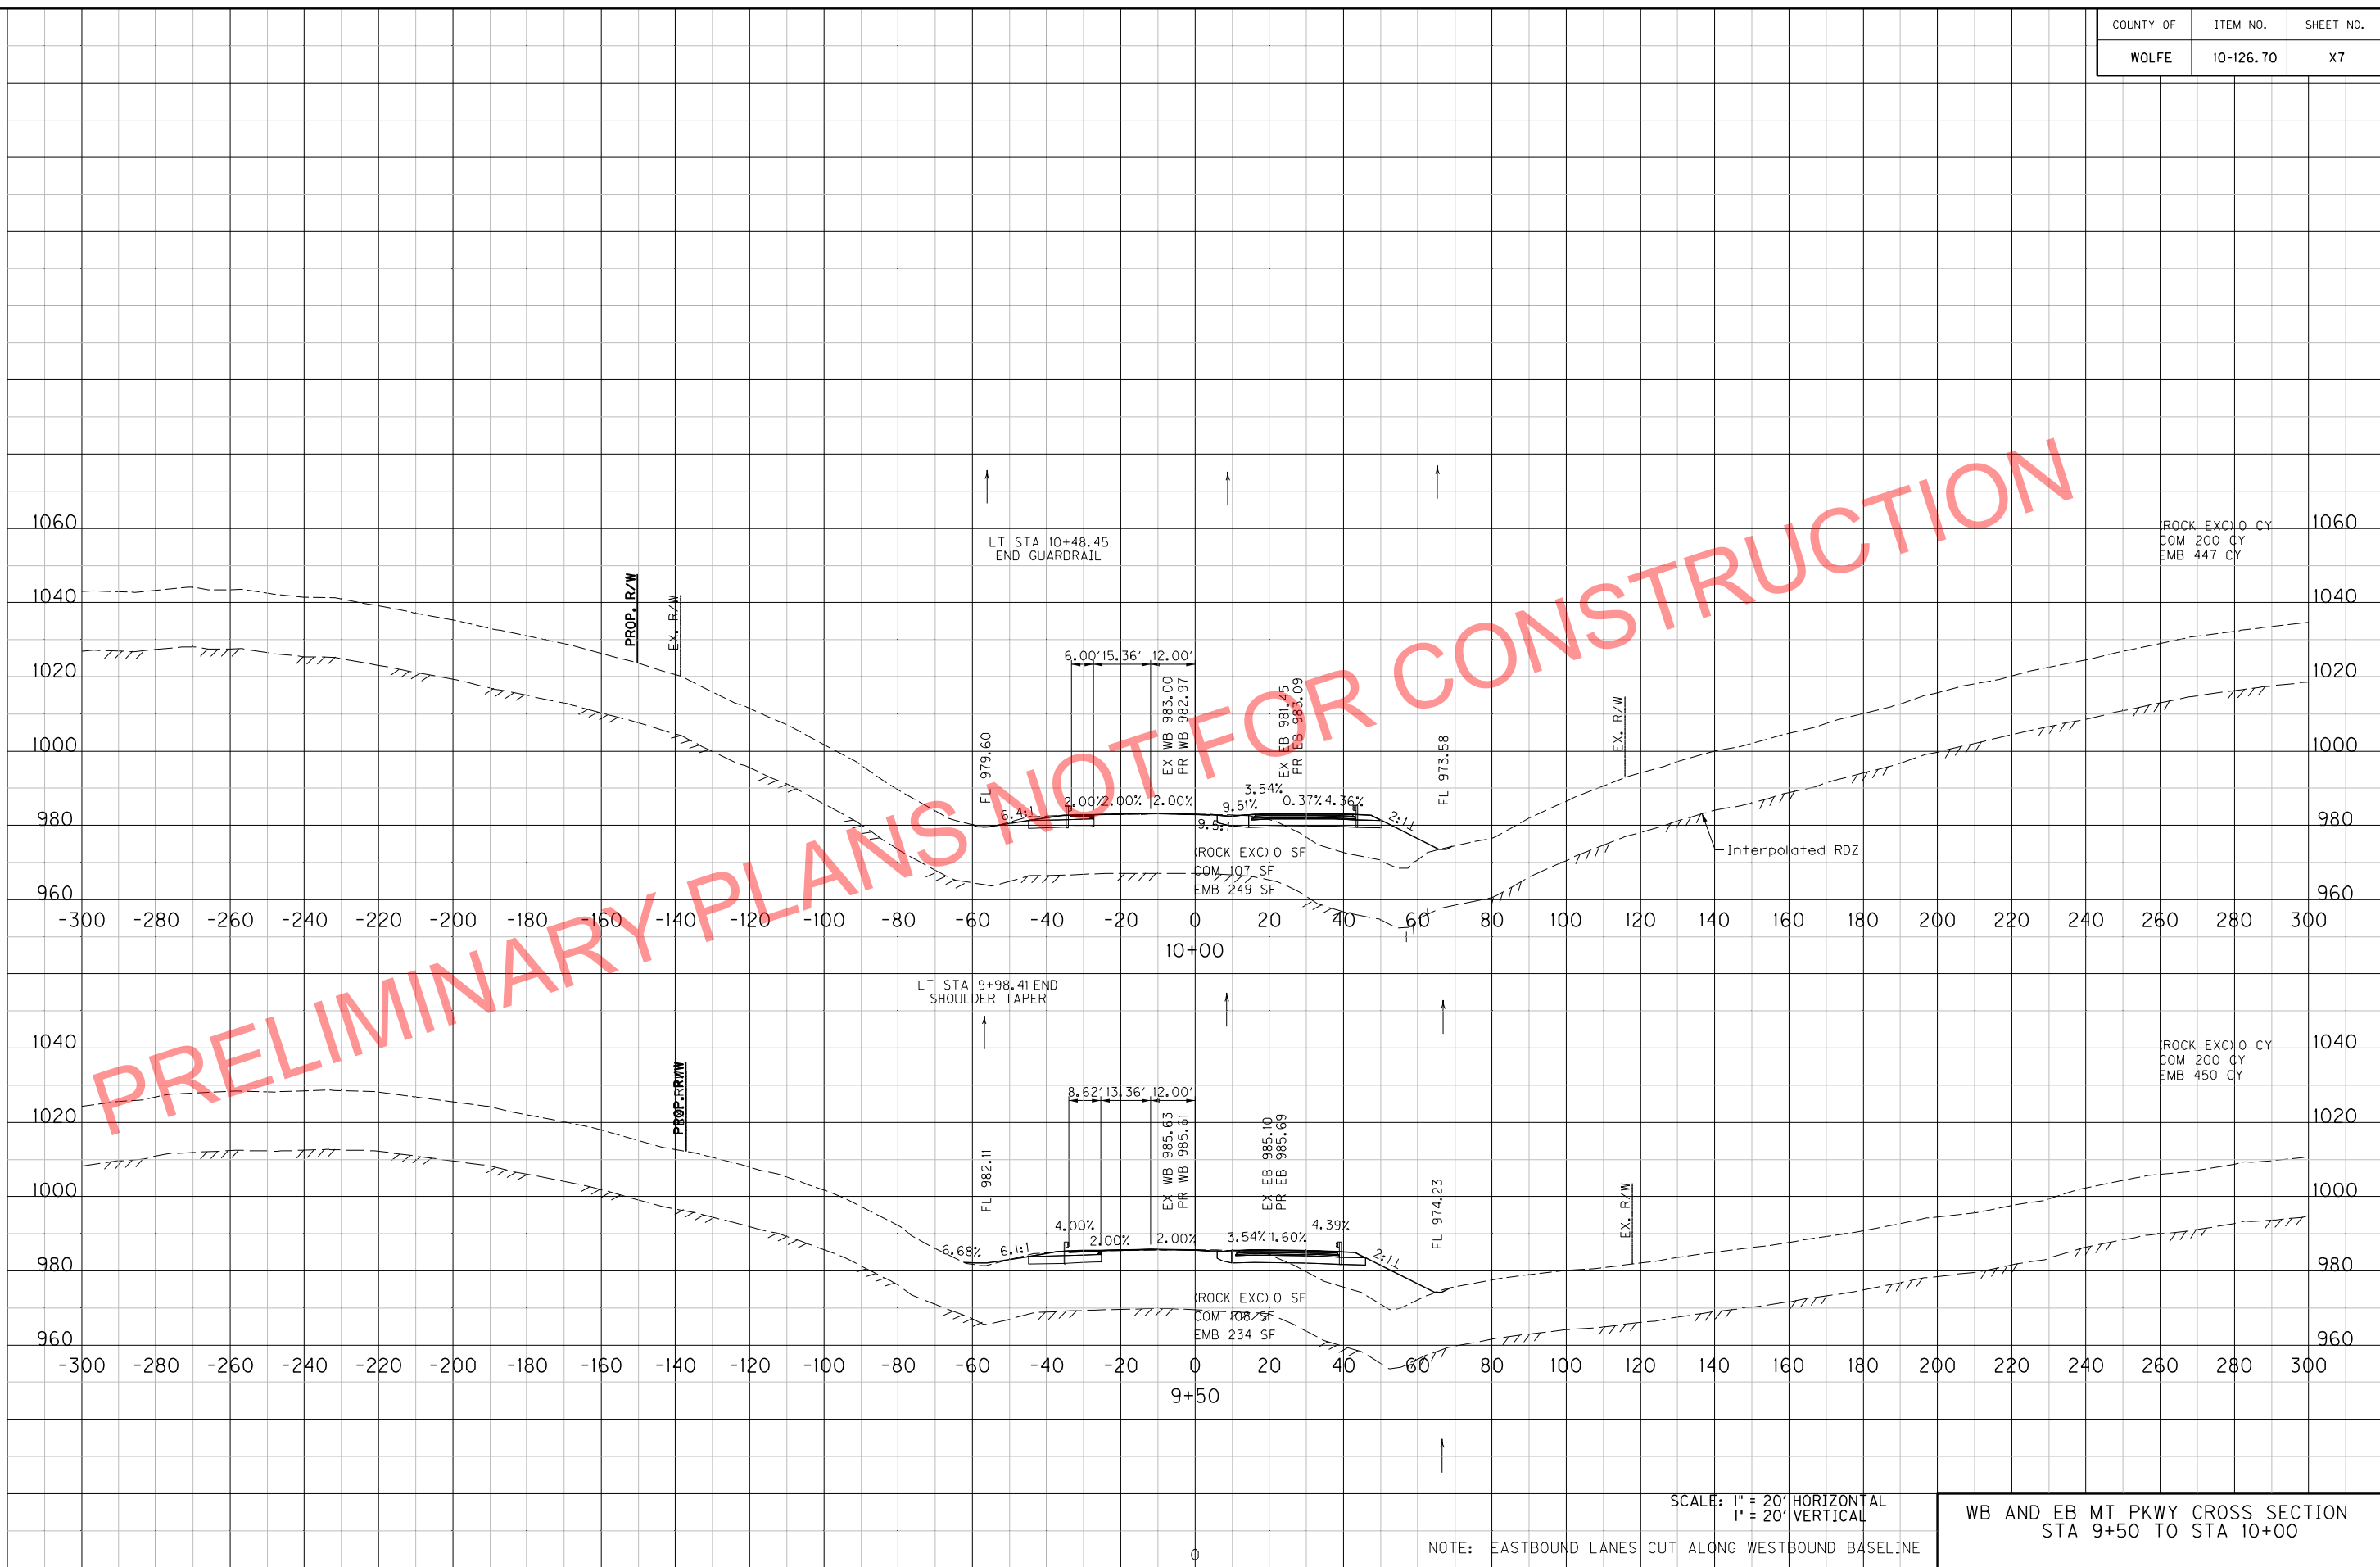 COUNTY OF ITEM NO. SHEET NO.
WOLFE 10-126.70 X7
PRELIMINARY PLANS NOT FOR CONSTRUCTION
1060 1060
1040 1040
1020 1020
1000 1000
980 980
960 960
(ROCK EXC) 0 CY
COM 200 CY
EMB 447 CY
LT STA 10+48.45
END GUARDRAIL
PROP. R/W
EX. R/W
6.00' 15.36' 12.00'
FL 979.60
EX WB 983.00
PR WB 982.97
EX EB 981.45
PR EB 983.09
FL 973.58
EX. R/W
6.4:1 2.00% 2.00% 2.00% 9.51% 3.54% 0.37% 4.36% 2:1
9.5:1
(ROCK EXC) 0 SF
COM 107 SF
EMB 249 SF
Interpolated RDZ
-300 -280 -260 -240 -220 -200 -180 -160 -140 -120 -100 -80 -60 -40 -20 0 20 40 60 80 100 120 140 160 180 200 220 240 260 280 300
10+00
LT STA 9+98.41 END
SHOULDER TAPER
1040 1040
1020 1020
1000 1000
980 980
960 960
(ROCK EXC) 0 CY
COM 200 CY
EMB 450 CY
PROP. R/W
8.62' 13.36' 12.00'
FL 982.11
EX WB 985.63
PR WB 985.61
EX EB 985.10
PR EB 985.69
FL 974.23
EX. R/W
6.68% 6.1:1 4.00% 2.00% 2.00% 3.54% 1.60% 4.39% 2:1
(ROCK EXC) 0 SF
COM 108 SF
EMB 234 SF
-300 -280 -260 -240 -220 -200 -180 -160 -140 -120 -100 -80 -60 -40 -20 0 20 40 60 80 100 120 140 160 180 200 220 240 260 280 300
9+50
0
SCALE: 1" = 20' HORIZONTAL
1" = 20' VERTICAL
NOTE: EASTBOUND LANES CUT ALONG WESTBOUND BASELINE
WB AND EB MT PKWY CROSS SECTION
STA 9+50 TO STA 10+00